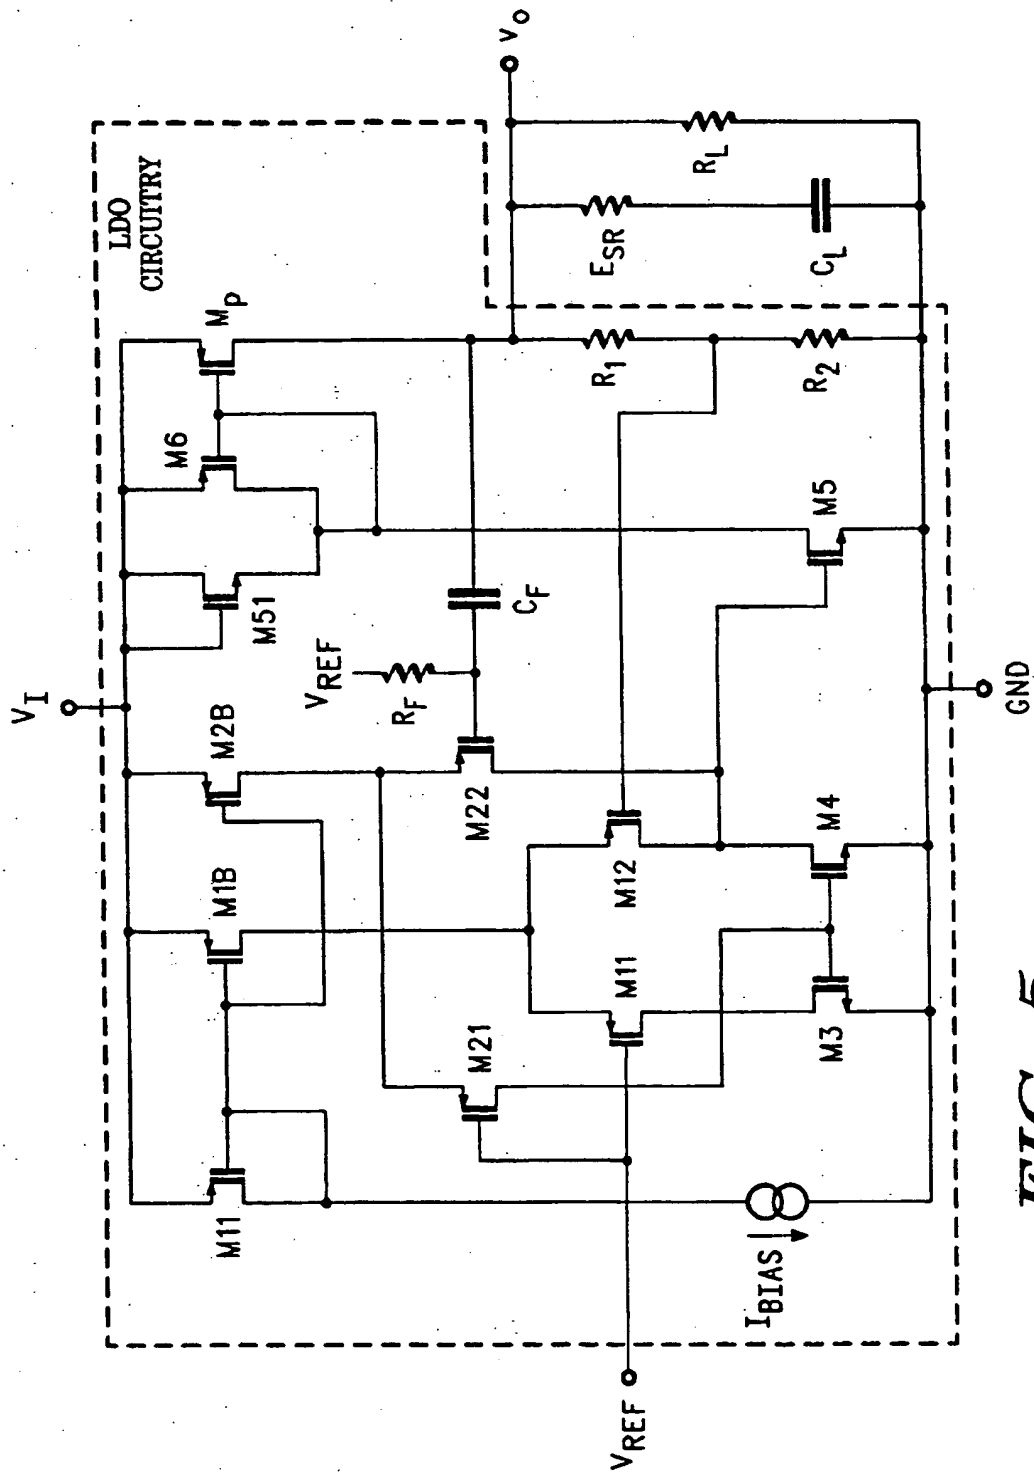 LDO
CIRCUITRY
V_I
V_O
M11
M1B
M2B
M51
M6
M_P
V_REF
R_F
C_F
M21
M22
M11
M12
R_1
R_2
E_SR
C_L
R_L
V_REF
I_BIAS
M3
M4
M5
GND
FIG. 5